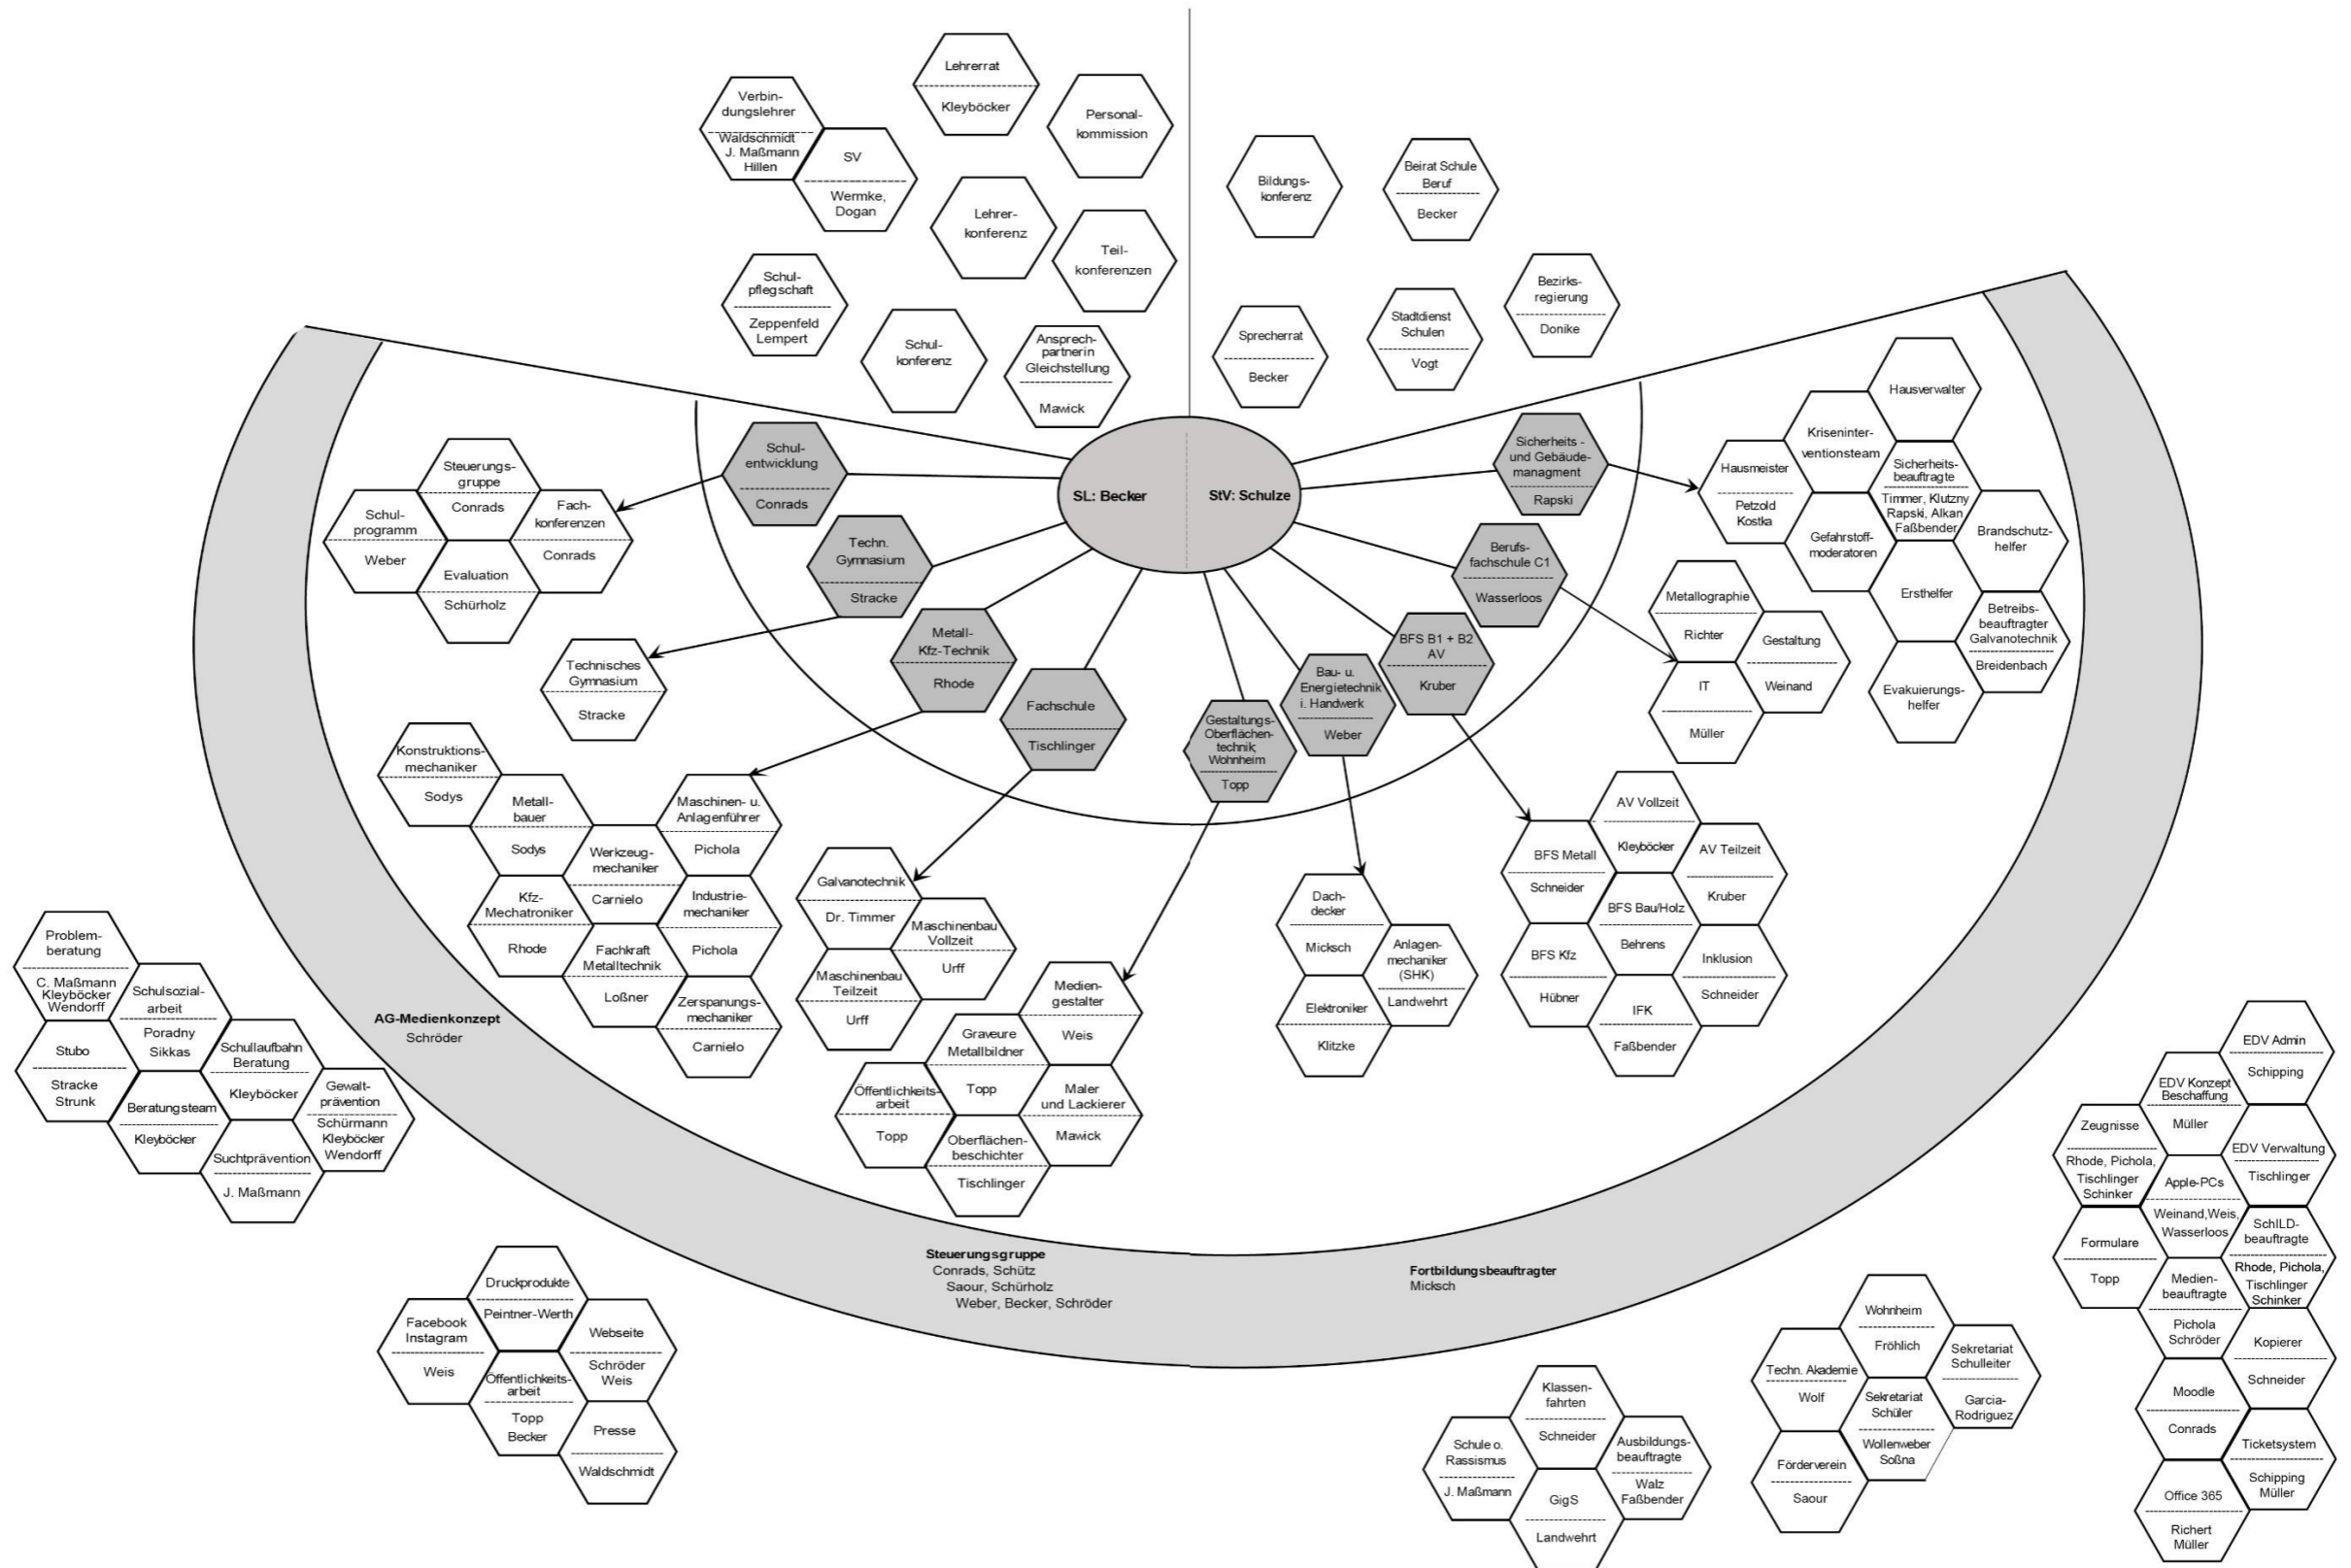 Lehrerrat
Kleyböcker
Verbin-
dungslehrer
Waldschmidt
J. Maßmann
Hillen
SV
Wermke,
Dogan
Personal-
kommission
Lehrer-
konferenz
Teil-
konferenzen
Schul-
pflegschaft
Zeppenfeld
Lempert
Schul-
konferenz
Ansprech-
partnerin
Gleichstellung
Mawick
Bildungs-
konferenz
Beirat Schule
Beruf
Becker
Sprecherrat
Becker
Stadtdienst
Schulen
Vogt
Bezirks-
regierung
Donike
SL: Becker
StV: Schulze
Schul-
entwicklung
Conrads
Techn.
Gymnasium
Stracke
Metall-
Kfz-Technik
Rhode
Fachschule
Tischlinger
Gestaltungs-
Oberflächen-
technik;
Wohnheim
Topp
Bau- u.
Energietechnik
i. Handwerk
Weber
BFS B1 + B2
AV
Kruber
Berufs-
fachschule C1
Wasserloos
Sicherheits -
und Gebäude-
managment
Rapski
Steuerungs-
gruppe
Conrads
Schul-
programm
Weber
Fach-
konferenzen
Conrads
Evaluation
Schürholz
Technisches
Gymnasium
Stracke
Konstruktions-
mechaniker
Sodys
Metall-
bauer
Sodys
Werkzeug-
mechaniker
Carnielo
Maschinen- u.
Anlagenführer
Pichola
Kfz-
Mechatroniker
Rhode
Industrie-
mechaniker
Pichola
Fachkraft
Metalltechnik
Loßner
Zerspanungs-
mechaniker
Carnielo
Galvanotechnik
Dr. Timmer
Maschinenbau
Vollzeit
Urff
Maschinenbau
Teilzeit
Urff
Medien-
gestalter
Weis
Graveure
Metallbildner
Topp
Öffentlichkeits-
arbeit
Topp
Maler
und Lackierer
Mawick
Oberflächen-
beschichter
Tischlinger
Dach-
decker
Micksch
Anlagen-
mechaniker
(SHK)
Landwehrt
Elektroniker
Klitzke
AV Vollzeit
Kleyböcker
BFS Metall
Schneider
AV Teilzeit
Kruber
BFS Bau/Holz
Behrens
BFS Kfz
Hübner
Inklusion
Schneider
IFK
Faßbender
Metallographie
Richter
Gestaltung
Weinand
IT
Müller
Hausverwalter
Kriseninter-
ventionsteam
Hausmeister
Petzold
Kostka
Sicherheits-
beauftragte
Timmer, Klutzny
Rapski, Alkan
Faßbender
Gefahrstoff-
moderatoren
Brandschutz-
helfer
Ersthelfer
Betreibs-
beauftragter
Galvanotechnik
Breidenbach
Evakuierungs-
helfer
AG-Medienkonzept
Schröder
Steuerungsgruppe
Conrads, Schütz
Saour, Schürholz
Weber, Becker, Schröder
Fortbildungsbeauftragter
Micksch
Problem-
beratung
C. Maßmann
Kleyböcker
Wendorff
Schulsozial-
arbeit
Poradny
Sikkas
Stubo
Stracke
Strunk
Schullaufbahn
Beratung
Kleyböcker
Beratungsteam
Kleyböcker
Gewalt-
prävention
Schürmann
Kleyböcker
Wendorff
Suchtprävention
J. Maßmann
Druckprodukte
Peintner-Werth
Facebook
Instagram
Weis
Webseite
Schröder
Weis
Öffentlichkeits-
arbeit
Topp
Becker
Presse
Waldschmidt
Klassen-
fahrten
Schneider
Schule o.
Rassismus
J. Maßmann
Ausbildungs-
beauftragte
Walz
Faßbender
GigS
Landwehrt
Wohnheim
Fröhlich
Techn. Akademie
Wolf
Sekretariat
Schulleiter
Garcia-
Rodriguez
Sekretariat
Schüler
Wollenweber
Soßna
Förderverein
Saour
EDV Admin
Schipping
EDV Konzept
Beschaffung
Müller
Zeugnisse
Rhode, Pichola,
Tischlinger
Schinker
EDV Verwaltung
Tischlinger
Apple-PCs
Weinand,Weis,
Wasserloos
Formulare
Topp
SchILD-
beauftragte
Rhode, Pichola,
Tischlinger
Schinker
Medien-
beauftragte
Pichola
Schröder
Kopierer
Schneider
Moodle
Conrads
Ticketsystem
Schipping
Müller
Office 365
Richert
Müller